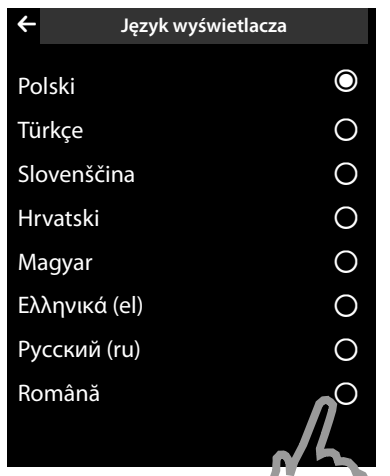 Język wyświetlacza
Polski
Türkçe
Slovenščina
Hrvatski
Magyar
Ελληνικά (el)
Русский (ru)
Română